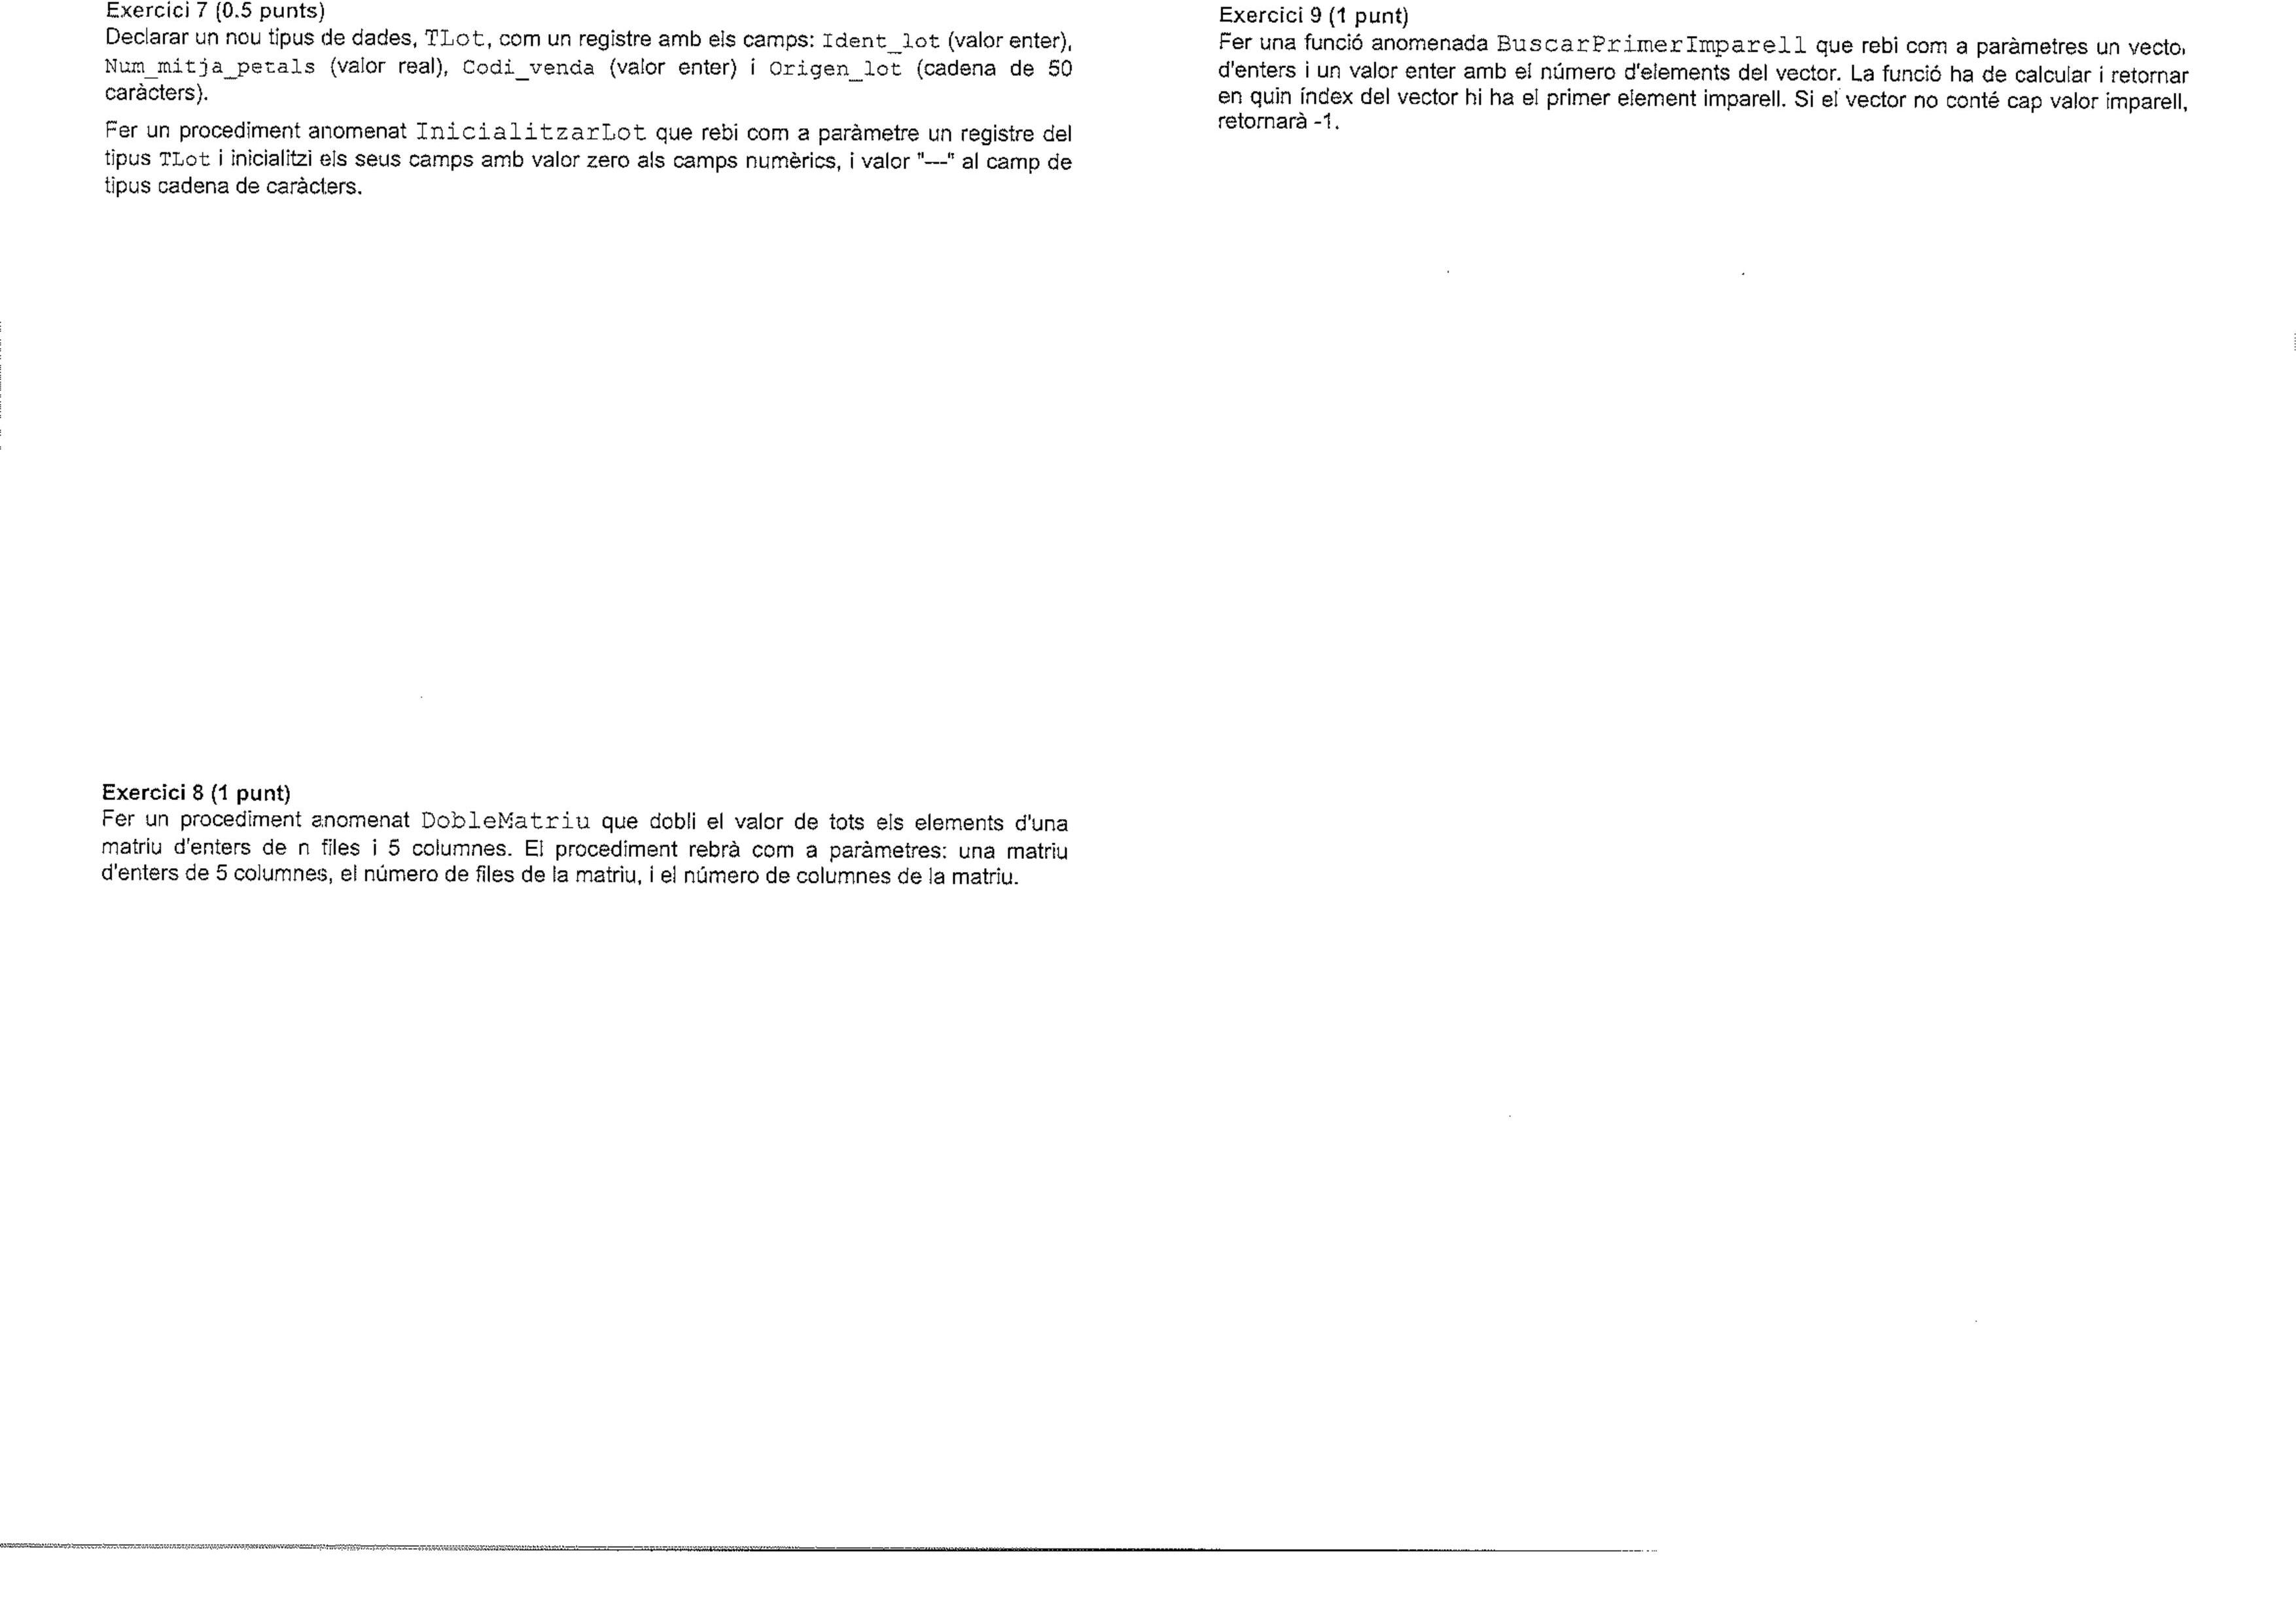 Exercici 7 (0.5 punts)
Declarar un nou tipus de dades, TLot, com un registre amb els camps: Ident_lot (valor enter),
Num_mitja_petals (valor real), Codi_venda (valor enter) i Origen_lot (cadena de 50
caràcters).
Fer un procediment anomenat InicialitzarLot que rebi com a paràmetre un registre del
tipus TLot i inicialitzi els seus camps amb valor zero als camps numèrics, i valor "---" al camp de
tipus cadena de caràcters.
Exercici 8 (1 punt)
Fer un procediment anomenat DobleMatriu que dobli el valor de tots els elements d'una
matriu d'enters de n files i 5 columnes. El procediment rebrà com a paràmetres: una matriu
d'enters de 5 columnes, el número de files de la matriu, i el número de columnes de la matriu.
Exercici 9 (1 punt)
Fer una funció anomenada BuscarPrimerImparell que rebi com a paràmetres un vector
d'enters i un valor enter amb el número d'elements del vector. La funció ha de calcular i retornar
en quin índex del vector hi ha el primer element imparell. Si el vector no conté cap valor imparell,
retornarà -1.